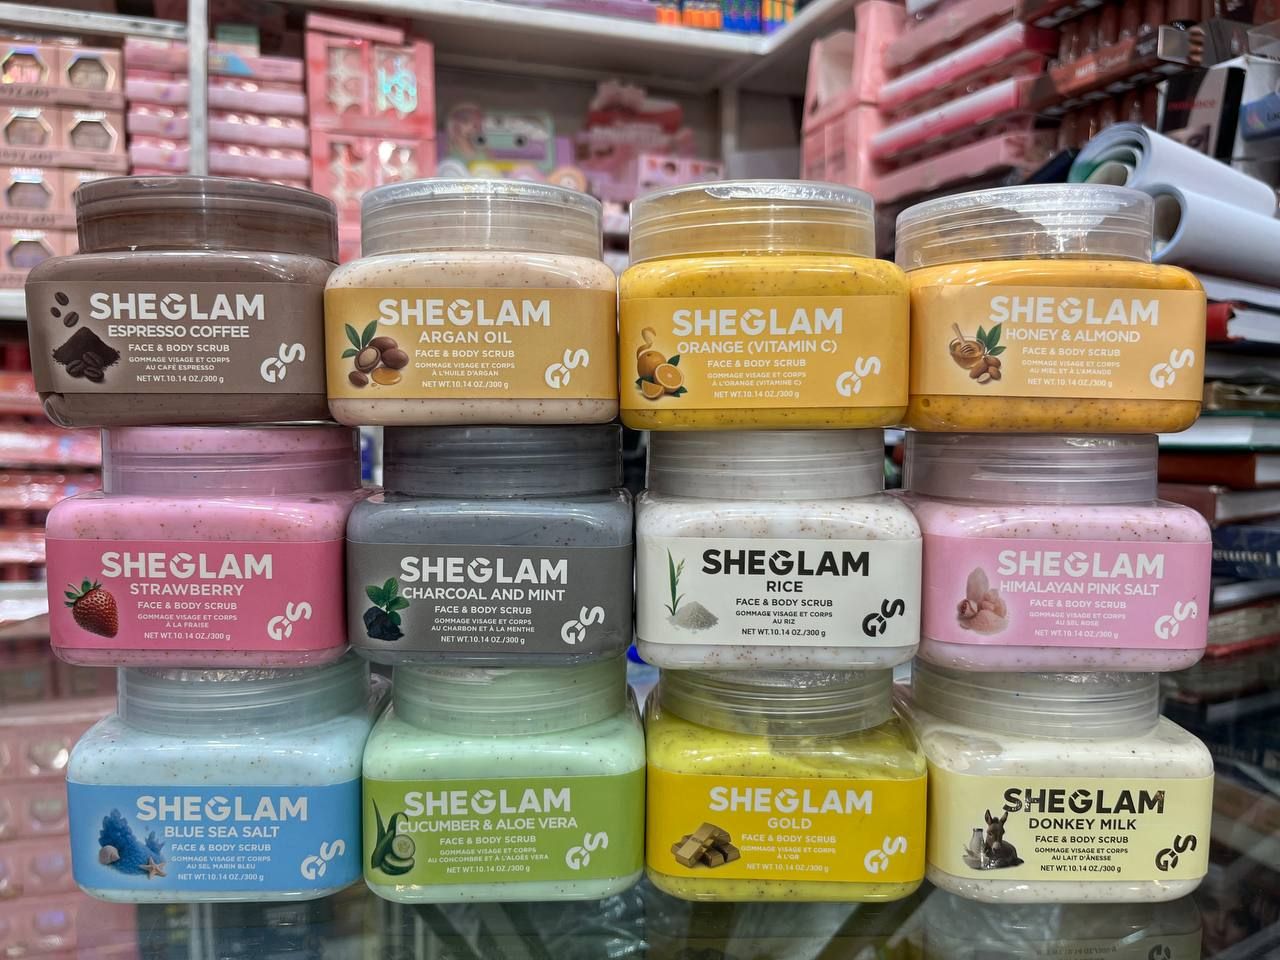 SHEGLAM
ESPRESSO COFFEE
FACE & BODY SCRUB
GOMMAGE VISAGE ET CORPS
AU CAFÉ ESPRESSO
NET WT.10.14 OZ./300 g
GS
SHEGLAM
ARGAN OIL
FACE & BODY SCRUB
GOMMAGE VISAGE ET CORPS
À L'HUILE D'ARGAN
NET WT.10.14 OZ./300 g
GS
SHEGLAM
ORANGE (VITAMIN C)
FACE & BODY SCRUB
GOMMAGE VISAGE ET CORPS
À L'ORANGE (VITAMINE C)
NET WT.10.14 OZ./300 g
GS
SHEGLAM
HONEY & ALMOND
FACE & BODY SCRUB
GOMMAGE VISAGE ET CORPS
AU MIEL ET À L'AMANDE
NET WT.10.14 OZ./300 g
GS
SHEGLAM
STRAWBERRY
FACE & BODY SCRUB
GOMMAGE VISAGE ET CORPS
À LA FRAISE
NET WT.10.14 OZ./300 g
GS
SHEGLAM
CHARCOAL AND MINT
FACE & BODY SCRUB
GOMMAGE VISAGE ET CORPS
AU CHARBON ET À LA MENTHE
NET WT.10.14 OZ./300 g
GS
SHEGLAM
RICE
FACE & BODY SCRUB
GOMMAGE VISAGE ET CORPS
AU RIZ
NET WT.10.14 OZ./300 g
GS
SHEGLAM
HIMALAYAN PINK SALT
FACE & BODY SCRUB
GOMMAGE VISAGE ET CORPS
AU SEL ROSE
NET WT.10.14 OZ./300 g
GS
SHEGLAM
BLUE SEA SALT
FACE & BODY SCRUB
GOMMAGE VISAGE ET CORPS
AU SEL MARIN BLEU
NET WT.10.14 OZ./300 g
GS
SHEGLAM
CUCUMBER & ALOE VERA
FACE & BODY SCRUB
GOMMAGE VISAGE ET CORPS
AU CONCOMBRE ET À L'ALOÈS VERA
NET WT.10.14 OZ./300 g
GS
SHEGLAM
GOLD
FACE & BODY SCRUB
GOMMAGE VISAGE ET CORPS
À L'OR
NET WT.10.14 OZ./300 g
GS
SHEGLAM
DONKEY MILK
FACE & BODY SCRUB
GOMMAGE VISAGE ET CORPS
AU LAIT D'ÂNESSE
NET WT.10.14 OZ./300 g
GS